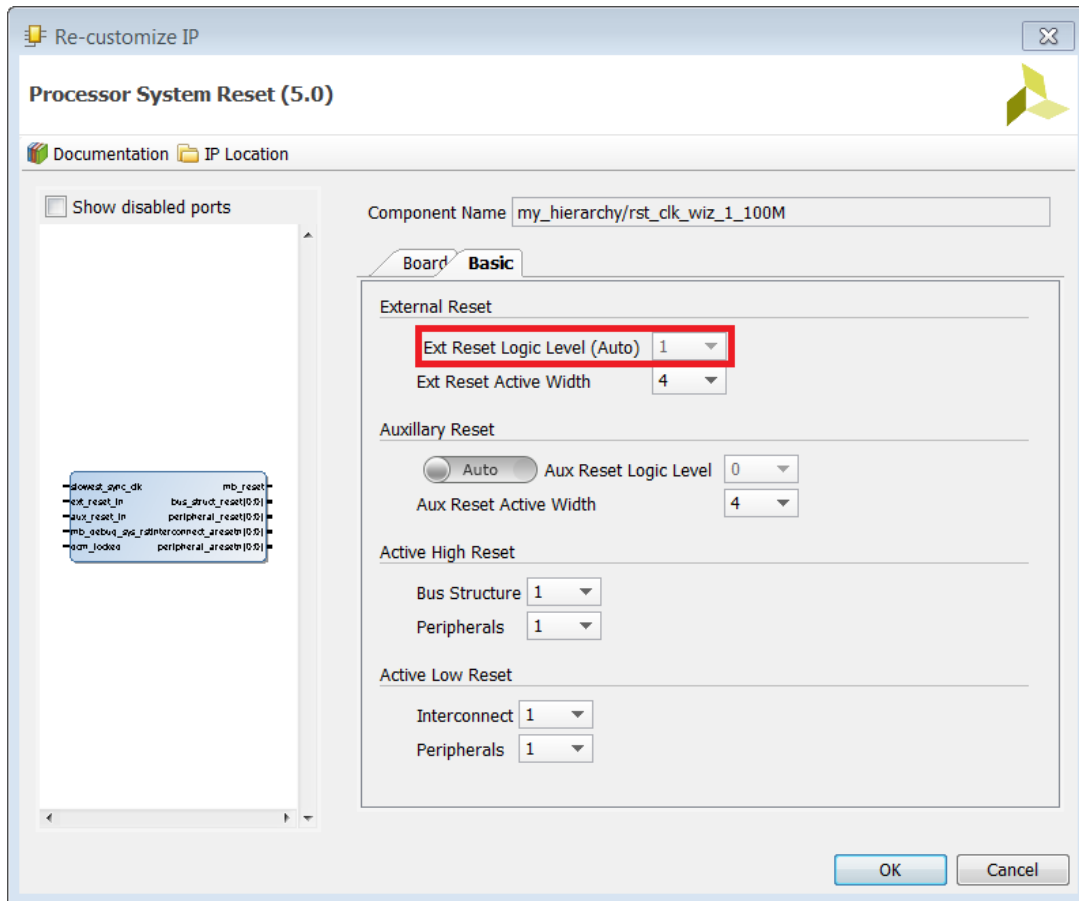 Re-customize IP
Processor System Reset (5.0)
Documentation IP Location
Show disabled ports
slowest_sync_clk mb_reset
ext_reset_in bus_struct_reset[0:0]
aux_reset_in peripheral_reset[0:0]
mb_debug_sys_rst interconnect_aresetn[0:0]
dcm_locked peripheral_aresetn[0:0]
Component Name my_hierarchy/rst_clk_wiz_1_100M
Board Basic
External Reset
Ext Reset Logic Level (Auto) 1
Ext Reset Active Width 4
Auxillary Reset
Auto Aux Reset Logic Level 0
Aux Reset Active Width 4
Active High Reset
Bus Structure 1
Peripherals 1
Active Low Reset
Interconnect 1
Peripherals 1
OK Cancel